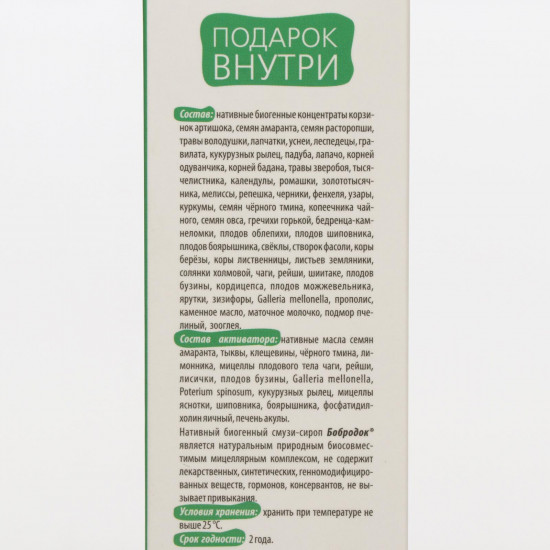 ПОДАРОК
ВНУТРИ
Состав: нативные биогенные концентраты корзи-
нок артишока, семян амаранта, семян расторопши,
травы володушки, лапчатки, уснеи, леспедецы, гра-
вилата, кукурузных рылец, падуба, лапачо, корней
одуванчика, корней бадана, травы зверобоя, тыся-
челистника, календулы, ромашки, золототысяч-
ника, мелиссы, репешка, черники, фенхеля, узары,
куркумы, семян чёрного тмина, копеечника чай-
ного, семян овса, гречихи горькой, бедренца-кам-
неломки, плодов облепихи, плодов шиповника,
плодов боярышника, свёклы, створок фасоли, коры
берёзы, коры лиственницы, листьев земляники,
солянки холмовой, чаги, рейши, шиитаке, плодов
бузины, кордицепса, плодов можжевельника,
ярутки, зизифоры, Galleria mellonella, прополис,
каменное масло, маточное молочко, подмор пче-
линый, зооглея.
Состав активатора: нативные масла семян
амаранта, тыквы, клещевины, чёрного тмина, ли-
монника, мицеллы плодового тела чаги, рейши,
лисички, плодов бузины, Galleria mellonella,
Poterium spinosum, кукурузных рылец, мицеллы
яснотки, шиповника, боярышника, фосфатидил-
холин яичный, печень акулы.
Нативный биогенный смузи-сироп Бобродок®
является натуральным природным биосовмес-
тимым мицеллярным комплексом, не содержит
лекарственных, синтетических, генномодифициро-
ванных веществ, гормонов, консервантов, не вы-
зывает привыкания.
Условия хранения: хранить при температуре не
выше 25 °С.
Срок годности: 2 года.